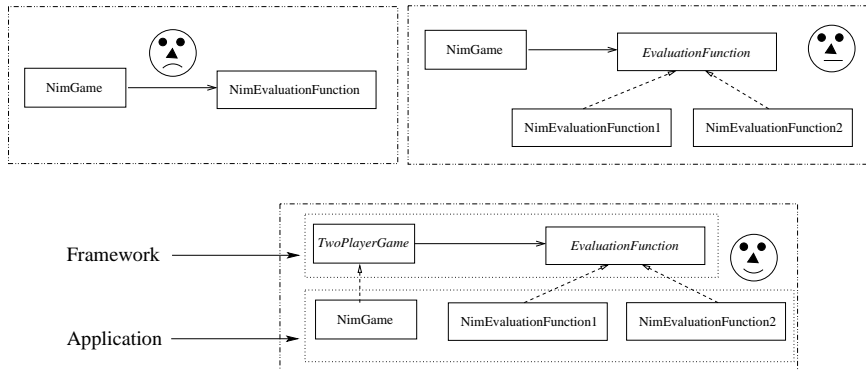 NimGame
NimEvaluationFunction
NimGame
EvaluationFunction
NimEvaluationFunction1
NimEvaluationFunction2
Framework
TwoPlayerGame
EvaluationFunction
Application
NimGame
NimEvaluationFunction1
NimEvaluationFunction2